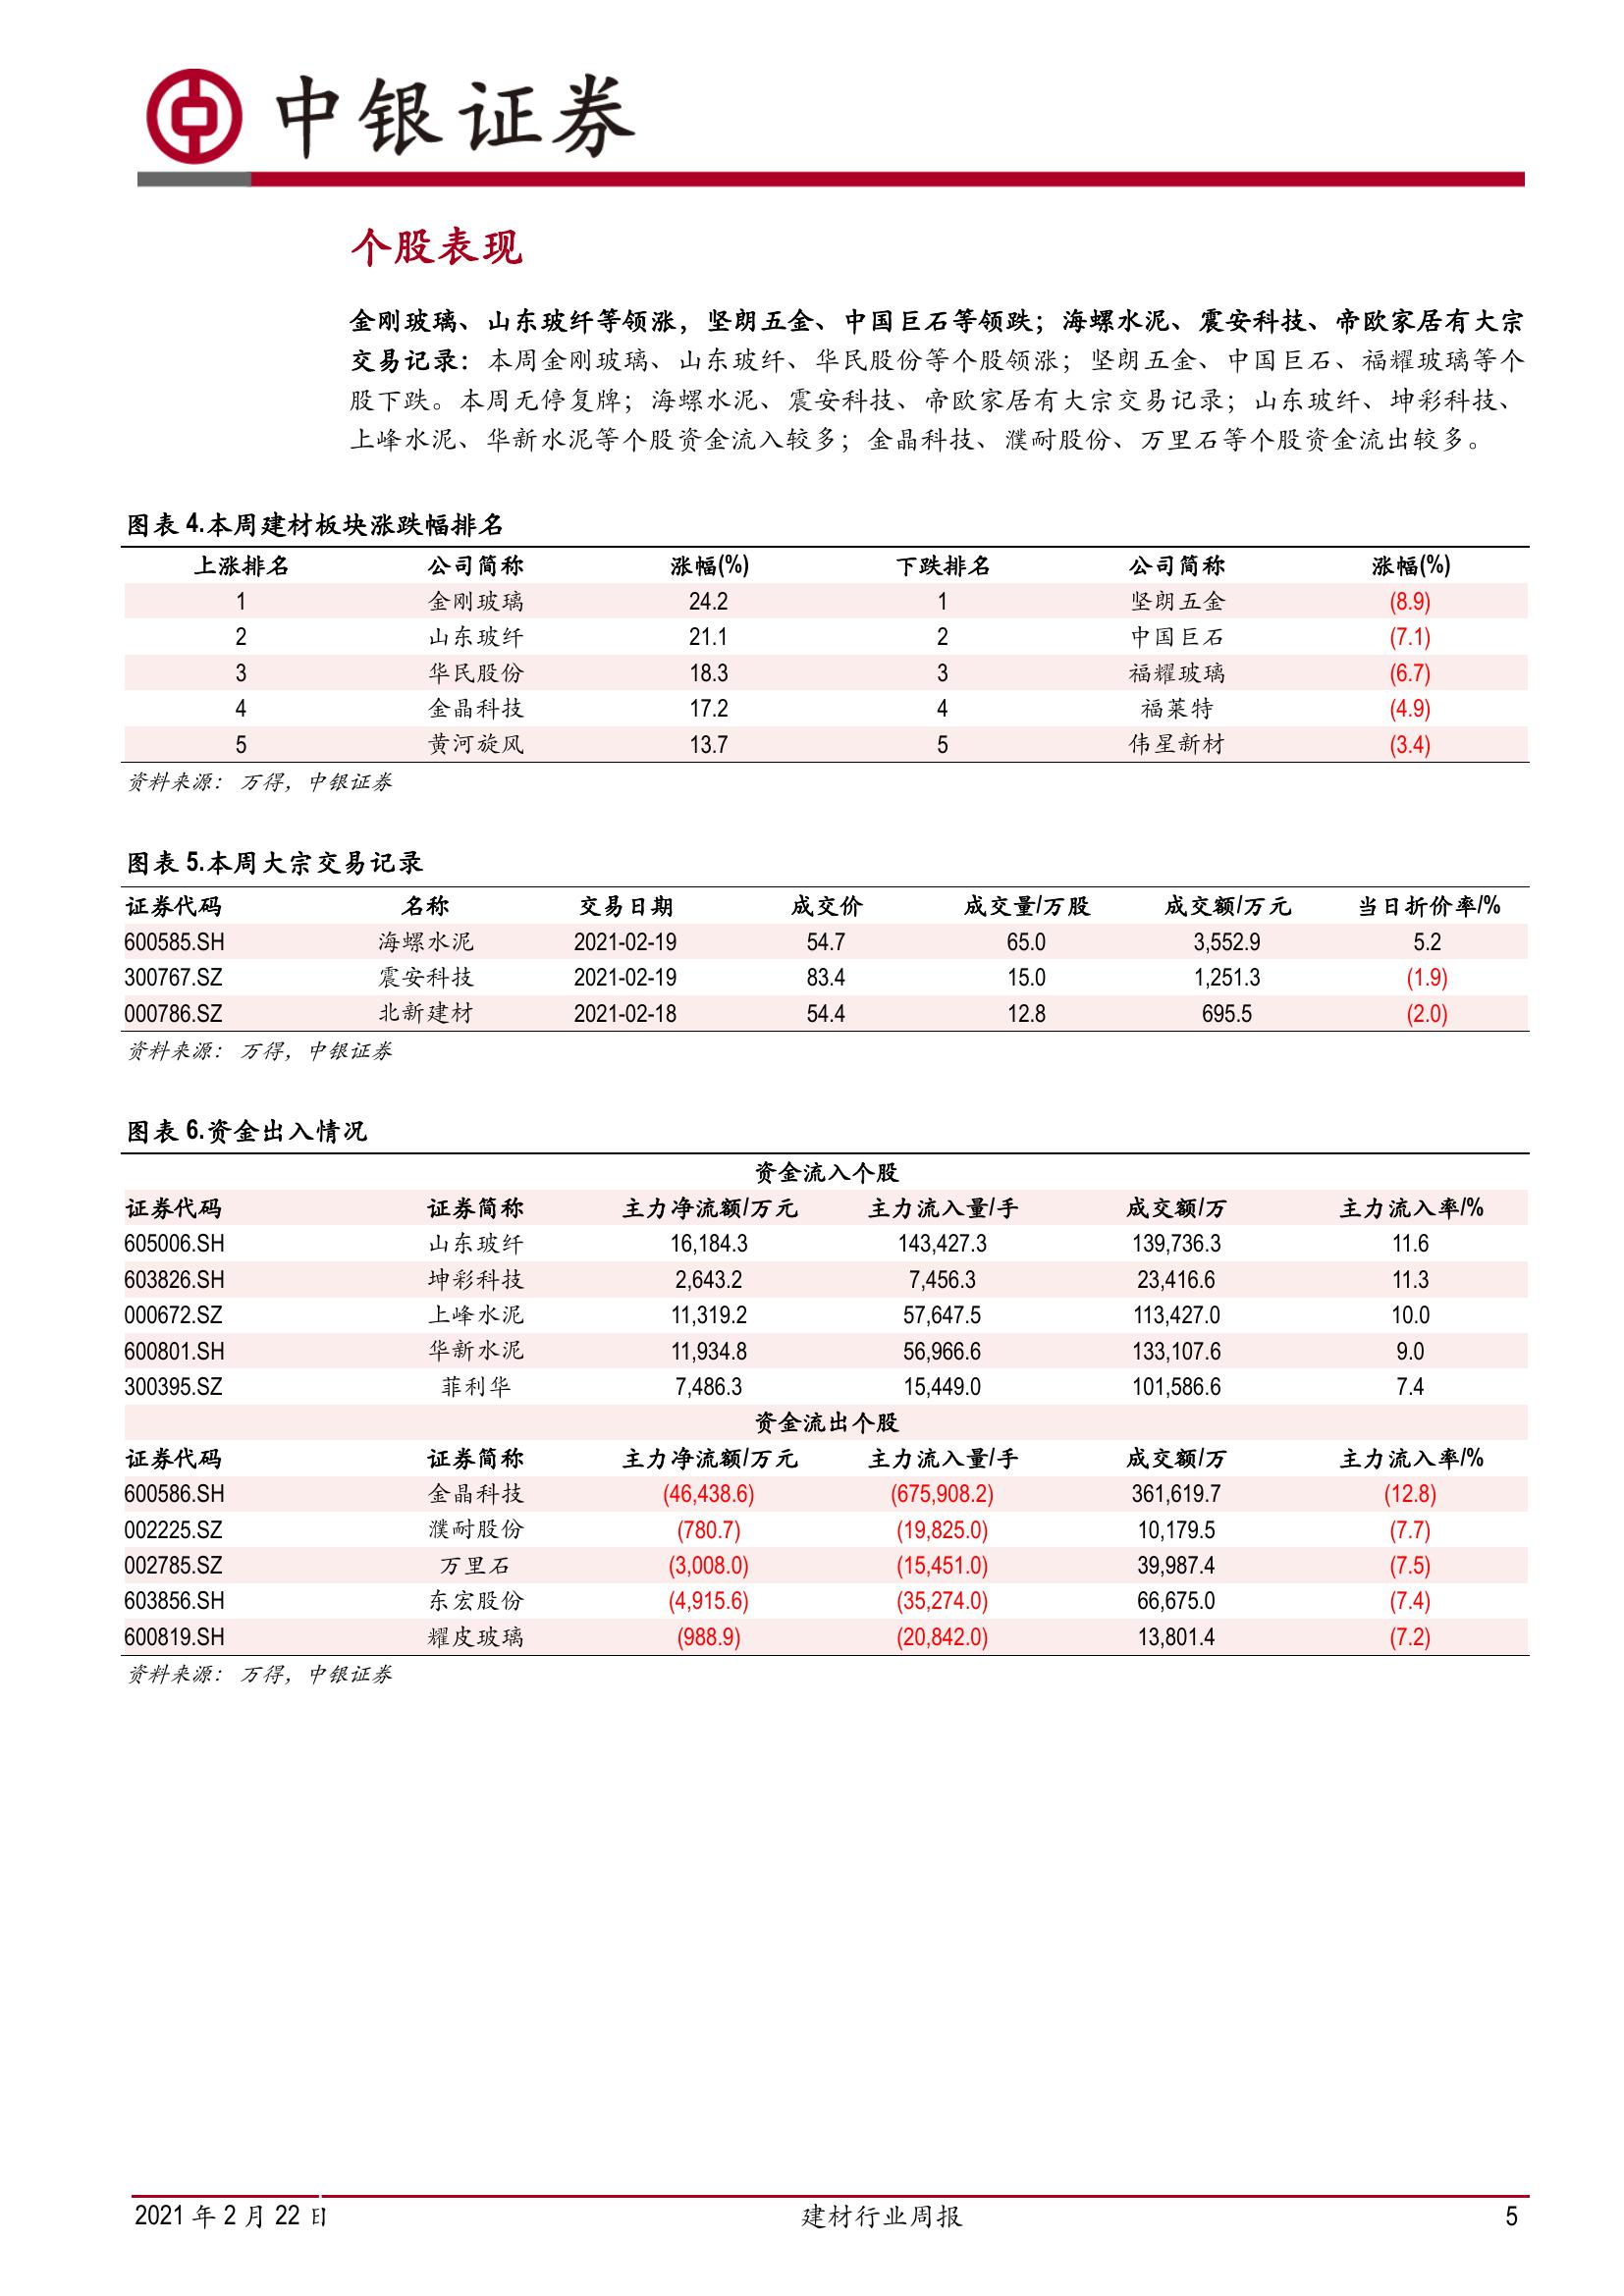 中银证券
个股表现
金刚玻璃、山东玻纤等领涨，坚朗五金、中国巨石等领跌；海螺水泥、震安科技、帝欧家居有大宗
交易记录：本周金刚玻璃、山东玻纤、华民股份等个股领涨；坚朗五金、中国巨石、福耀玻璃等个
股下跌。本周无停复牌；海螺水泥、震安科技、帝欧家居有大宗交易记录；山东玻纤、坤彩科技、
上峰水泥、华新水泥等个股资金流入较多；金晶科技、濮耐股份、万里石等个股资金流出较多。
图表 4.本周建材板块涨跌幅排名
上涨排名 公司简称 涨幅(%) 下跌排名 公司简称 涨幅(%)
1 金刚玻璃 24.2 1 坚朗五金 (8.9)
2 山东玻纤 21.1 2 中国巨石 (7.1)
3 华民股份 18.3 3 福耀玻璃 (6.7)
4 金晶科技 17.2 4 福莱特 (4.9)
5 黄河旋风 13.7 5 伟星新材 (3.4)
资料来源：万得，中银证券
图表 5.本周大宗交易记录
证券代码 名称 交易日期 成交价 成交量/万股 成交额/万元 当日折价率/%
600585.SH 海螺水泥 2021-02-19 54.7 65.0 3,552.9 5.2
300767.SZ 震安科技 2021-02-19 83.4 15.0 1,251.3 (1.9)
000786.SZ 北新建材 2021-02-18 54.4 12.8 695.5 (2.0)
资料来源：万得，中银证券
图表 6.资金出入情况
资金流入个股
证券代码 证券简称 主力净流额/万元 主力流入量/手 成交额/万 主力流入率/%
605006.SH 山东玻纤 16,184.3 143,427.3 139,736.3 11.6
603826.SH 坤彩科技 2,643.2 7,456.3 23,416.6 11.3
000672.SZ 上峰水泥 11,319.2 57,647.5 113,427.0 10.0
600801.SH 华新水泥 11,934.8 56,966.6 133,107.6 9.0
300395.SZ 菲利华 7,486.3 15,449.0 101,586.6 7.4
资金流出个股
证券代码 证券简称 主力净流额/万元 主力流入量/手 成交额/万 主力流入率/%
600586.SH 金晶科技 (46,438.6) (675,908.2) 361,619.7 (12.8)
002225.SZ 濮耐股份 (780.7) (19,825.0) 10,179.5 (7.7)
002785.SZ 万里石 (3,008.0) (15,451.0) 39,987.4 (7.5)
603856.SH 东宏股份 (4,915.6) (35,274.0) 66,675.0 (7.4)
600819.SH 耀皮玻璃 (988.9) (20,842.0) 13,801.4 (7.2)
资料来源：万得，中银证券
2021 年 2 月 22 日 建材行业周报 5